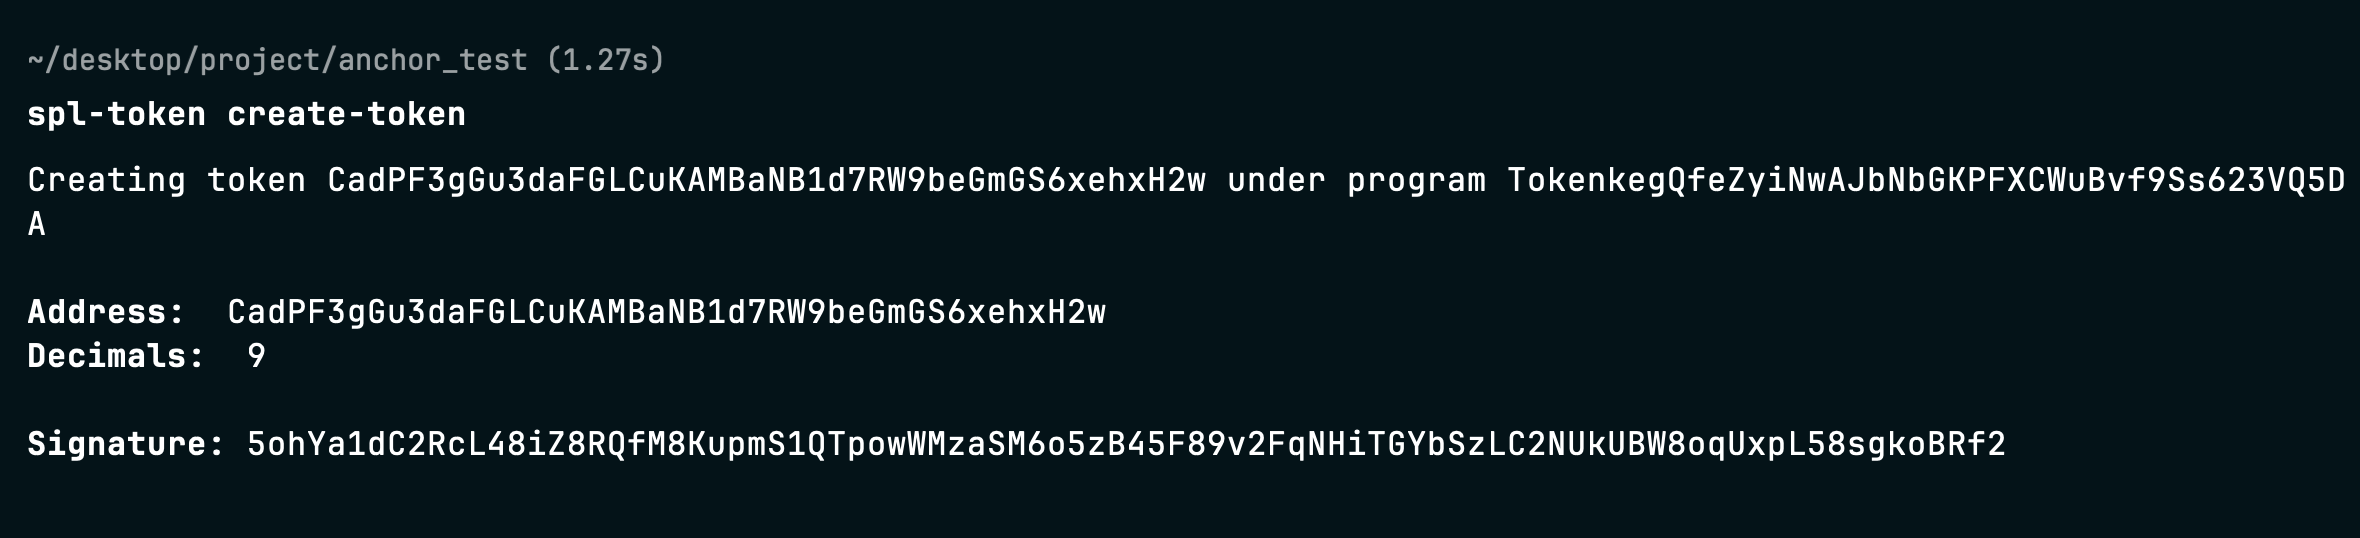 ~/desktop/project/anchor_test (1.27s)
spl-token create-token
Creating token CadPF3gGu3daFGLCuKAMBaNB1d7RW9beGmGS6xehxH2w under program TokenkegQfeZyiNwAJbNbGKPFXCWuBvf9Ss623VQ5D
A
Address:  CadPF3gGu3daFGLCuKAMBaNB1d7RW9beGmGS6xehxH2w
Decimals:  9
Signature: 5ohYa1dC2RcL48iZ8RQfM8KupmS1QTpowWMzaSM6o5zB45F89v2FqNHiTGYbSzLC2NUkUBW8oqUxpL58sgkoBRf2